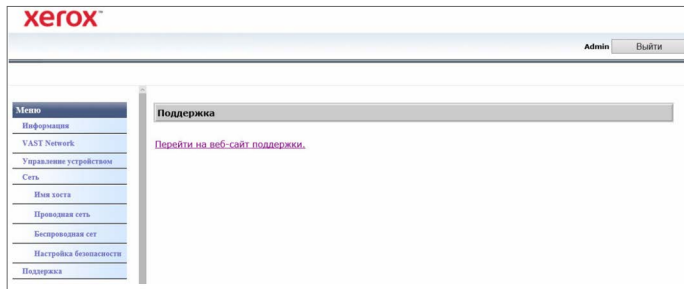 xerox™
Admin Выйти
Меню
Информация
VAST Network
Управление устройством
Сеть
Имя хоста
Проводная сеть
Беспроводная сет
Настройка безопасности
Поддержка
Поддержка
Перейти на веб-сайт поддержки.